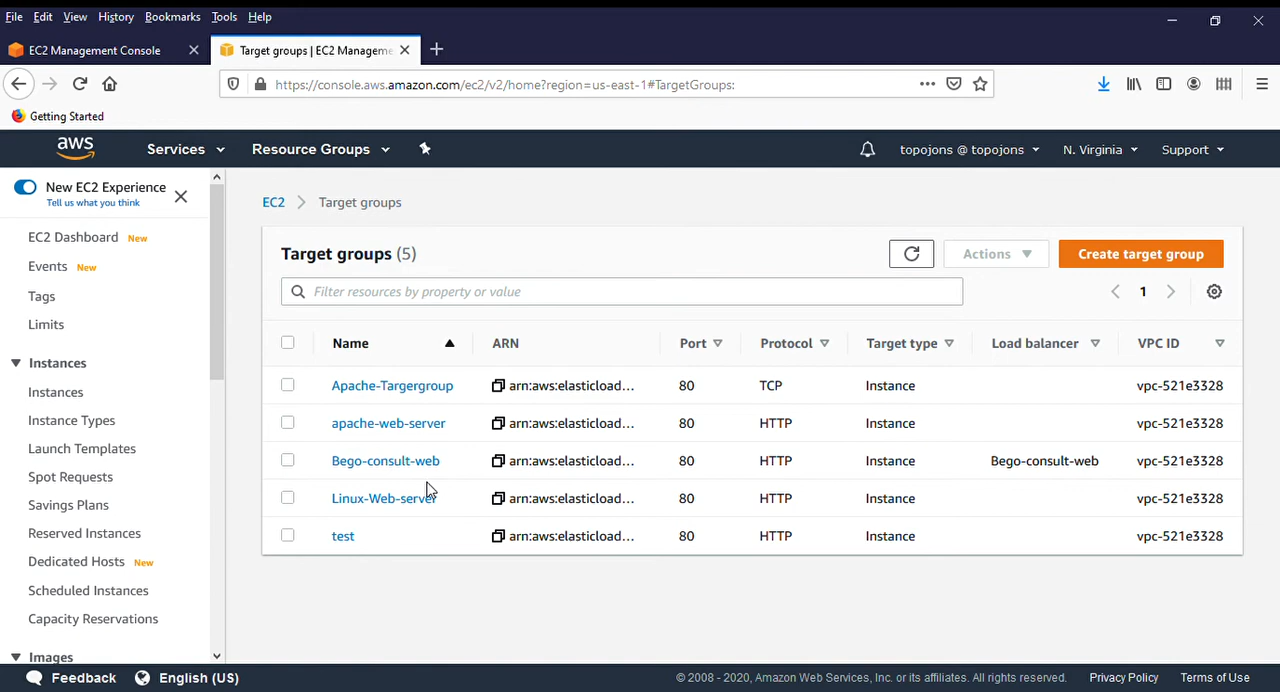 File Edit View History Bookmarks Tools Help
EC2 Management Console
Target groups | EC2 Manageme
https://console.aws.amazon.com/ec2/v2/home?region=us-east-1#TargetGroups:
Getting Started
aws Services Resource Groups topojons @ topojons N. Virginia Support
New EC2 Experience
Tell us what you think
EC2 Dashboard New
Events New
Tags
Limits
Instances
Instances
Instance Types
Launch Templates
Spot Requests
Savings Plans
Reserved Instances
Dedicated Hosts New
Scheduled Instances
Capacity Reservations
Images
EC2 > Target groups
Target groups (5) Actions Create target group
Filter resources by property or value 1
Name ARN Port Protocol Target type Load balancer VPC ID
Apache-Targergroup arn:aws:elasticload... 80 TCP Instance vpc-521e3328
apache-web-server arn:aws:elasticload... 80 HTTP Instance vpc-521e3328
Bego-consult-web arn:aws:elasticload... 80 HTTP Instance Bego-consult-web vpc-521e3328
Linux-Web-server arn:aws:elasticload... 80 HTTP Instance vpc-521e3328
test arn:aws:elasticload... 80 HTTP Instance vpc-521e3328
Feedback English (US) © 2008 - 2020, Amazon Web Services, Inc. or its affiliates. All rights reserved. Privacy Policy Terms of Use